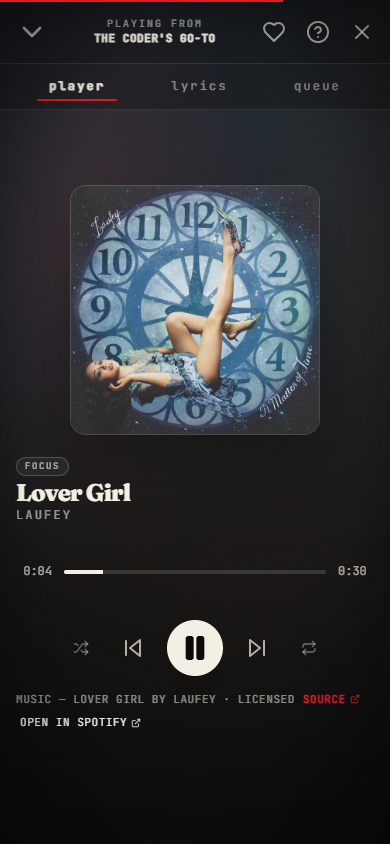 PLAYING FROM
THE CODER'S GO-TO
player
lyrics
queue
Laufey
12
11
1
10
2
9
3
8
4
6
5
A Matter of Time
FOCUS
Lover Girl
LAUFEY
0:04
0:30
MUSIC — LOVER GIRL BY LAUFEY · LICENSED SOURCE
OPEN IN SPOTIFY